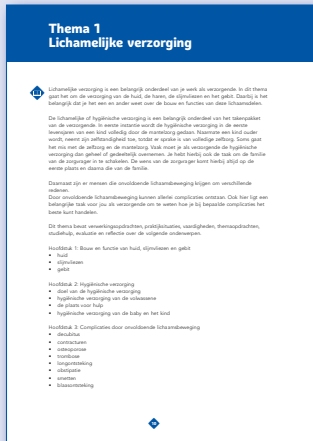 Thema 1
Lichamelijke verzorging
Lichamelijke verzorging is een belangrijk onderdeel van je werk als verzorgende. In dit thema
gaat het om de verzorging van de huid, de haren, de slijmvliezen en het gebit. Daarbij is het
belangrijk dat je het een en ander weet over de bouw en functies van deze lichaamsdelen.
De lichamelijke of hygiënische verzorging is een belangrijk onderdeel van het takenpakket
van de verzorgende. In eerste instantie wordt de hygiënische verzorging in de eerste
levensjaren van een kind volledig door de mantelzorg gedaan. Naarmate een kind ouder
wordt, neemt zijn zelfstandigheid toe, totdat er sprake is van volledige zelfzorg. Soms gaat
het mis met de zelfzorg en de mantelzorg. Vaak moet je als verzorgende de hygiënische
verzorging dan geheel of gedeeltelijk overnemen. Je hebt hierbij ook de taak om de familie
van de zorgvrager in te schakelen. De wens van de zorgvrager komt hierbij altijd op de
eerste plaats en daarna die van de familie.
Daarnaast zijn er mensen die onvoldoende lichaamsbeweging krijgen om verschillende
redenen.
Door onvoldoende lichaamsbeweging kunnen allerlei complicaties ontstaan. Ook hier ligt een
belangrijke taak voor jou als verzorgende om te weten hoe je bij bepaalde complicaties het
beste kunt handelen.
Dit thema bevat verwerkingsopdrachten, praktijksituaties, vaardigheden, themaopdrachten,
studiehulp, evaluatie en reflectie over de volgende onderwerpen.
Hoofdstuk 1: Bouw en functie van huid, slijmvliezen en gebit
• huid
• slijmvliezen
• gebit
Hoofdstuk 2: Hygiënische verzorging
• doel van de hygiënische verzorging
• hygiënische verzorging van de volwassene
• de plaats voor hulp
• hygiënische verzorging van de baby en het kind
Hoofdstuk 3: Complicaties door onvoldoende lichaamsbeweging
• decubitus
• contracturen
• osteoporose
• trombose
• longontsteking
• obstipatie
• smetten
• blaasontsteking
10